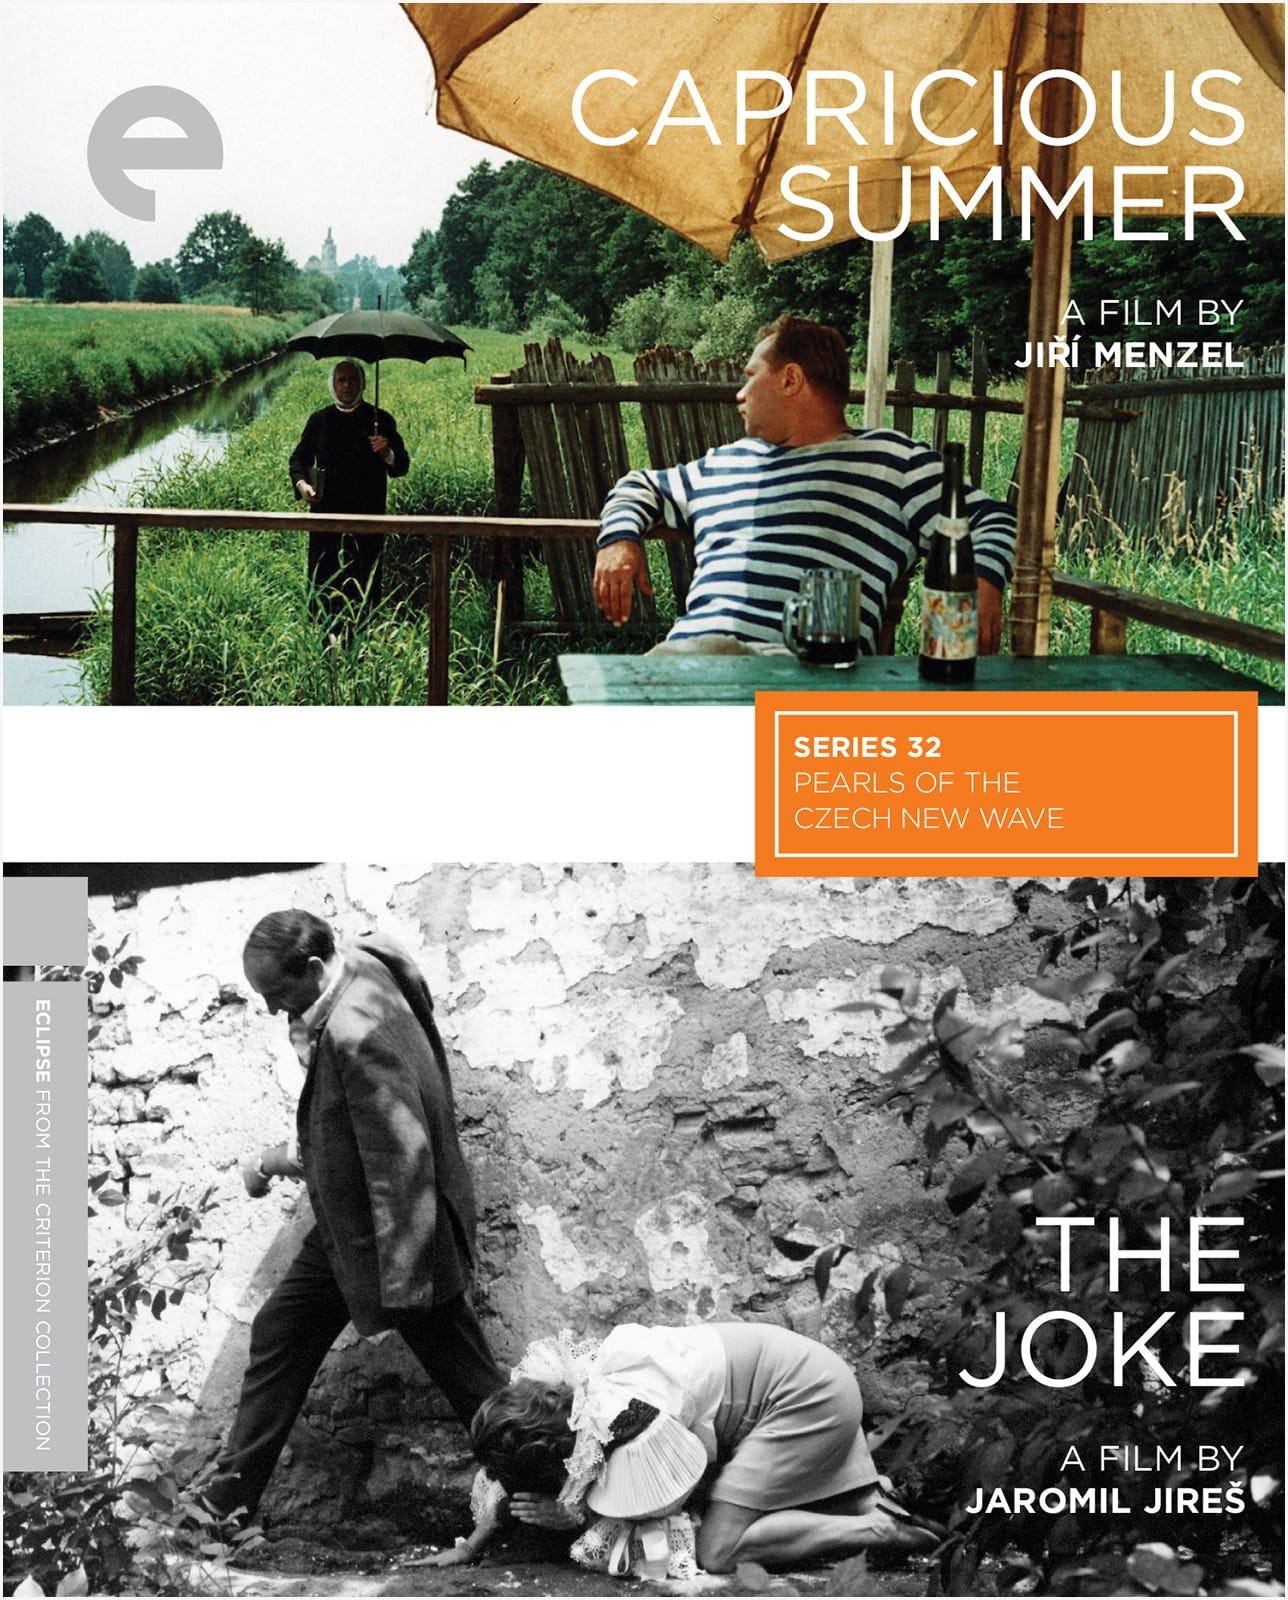 e
CAPRICIOUS
SUMMER
A FILM BY
JIŘÍ MENZEL
SERIES 32
PEARLS OF THE
CZECH NEW WAVE
ECLIPSE FROM THE CRITERION COLLECTION
THE
JOKE
A FILM BY
JAROMIL JIREŠ